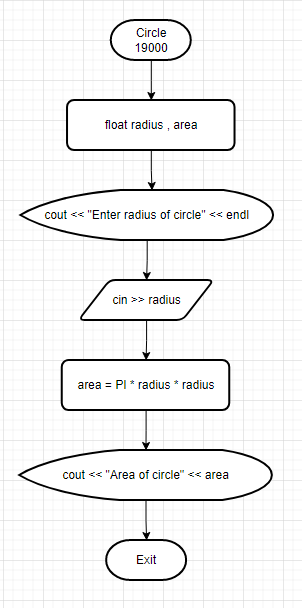 Circle
19000
float radius , area
cout << "Enter radius of circle" << endl
cin >> radius
area = PI * radius * radius
cout << "Area of circle" << area
Exit